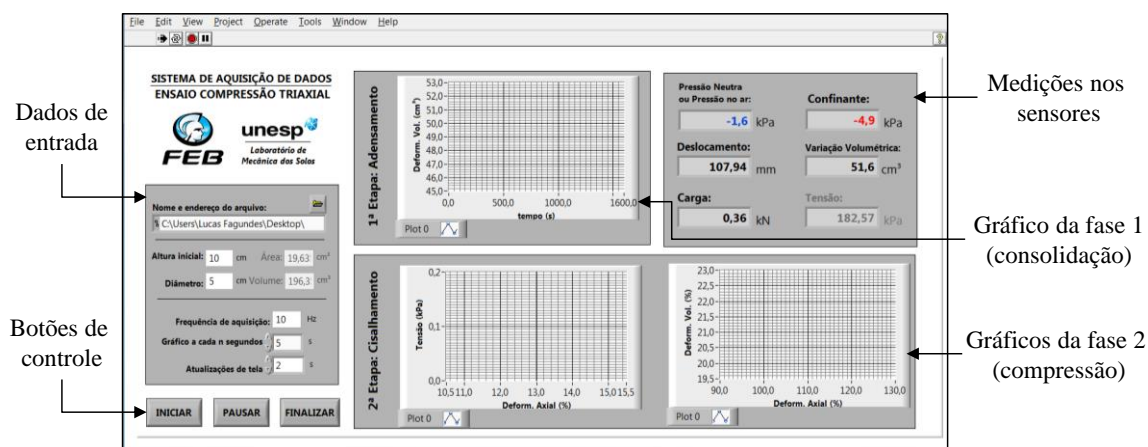 File Edit View Project Operate Tools Window Help
SISTEMA DE AQUISIÇÃO DE DADOS
ENSAIO COMPRESSÃO TRIAXIAL
FEB
unesp
Laboratório de
Mecânica dos Solos
Dados de
entrada
Nome e endereço do arquivo:
C:\Users\Lucas Fagundes\Desktop\
Altura inicial: 10 cm Área: 19,63 cm²
Diâmetro: 5 cm Volume: 196,3 cm³
Frequência de aquisição: 10 Hz
Gráfico a cada n segundos 5 s
Atualizações de tela 2 s
Botões de
controle
INICIAR PAUSAR FINALIZAR
1ª Etapa: Adensamento
Deform. Vol. (cm³)
53,0
52,0
51,0
50,0
49,0
48,0
47,0
46,0
45,0
0,0 500,0 1000,0 1600,0
tempo (s)
Plot 0
Pressão Neutra
ou Pressão no ar:
-1,6 kPa
Confinante:
-4,9 kPa
Deslocamento:
107,94 mm
Variação Volumétrica:
51,6 cm³
Carga:
0,36 kN
Tensão:
182,57 kPa
Medições nos
sensores
Gráfico da fase 1
(consolidação)
2ª Etapa: Cisalhamento
Tensão (kPa)
0,2
0,1
0,0
10,5 11,0 12,0 13,0 14,0 15,0 15,5
Deform. Axial (%)
Plot 0
Deform. Vol. (%)
23,0
22,5
22,0
21,5
21,0
20,5
20,0
19,5
90,0 100,0 110,0 120,0 130,0
Deform. Axial (%)
Plot 0
Gráficos da fase 2
(compressão)